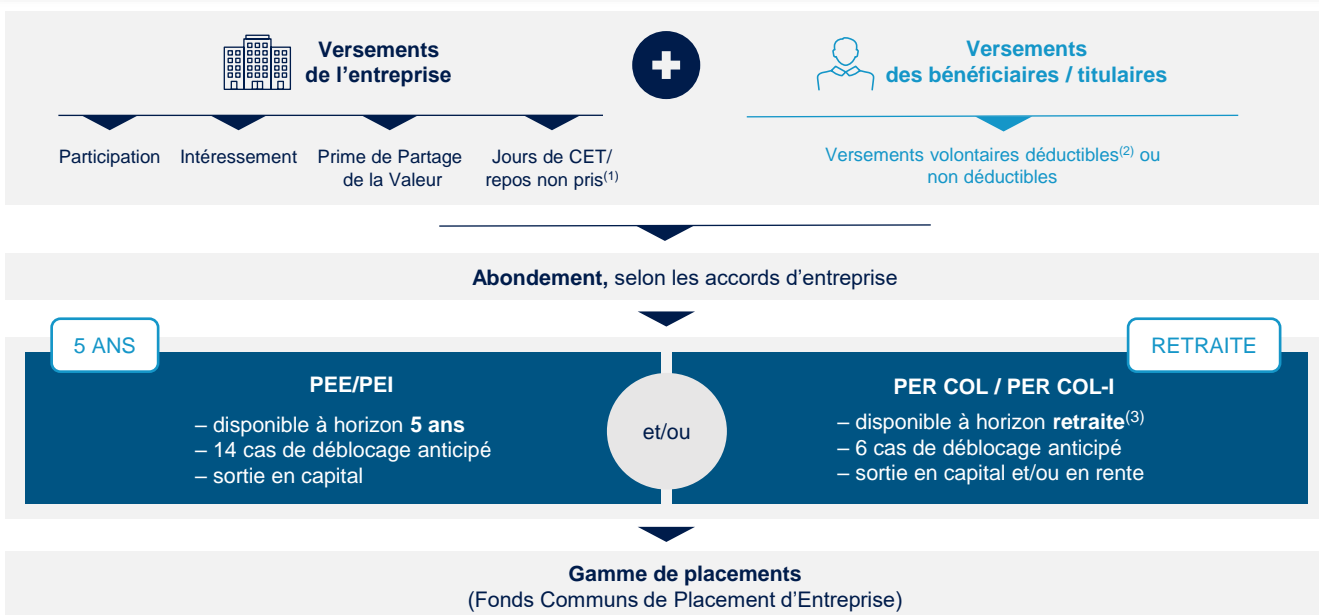 Versements
de l'entreprise
Versements
des bénéficiaires / titulaires
Participation
Intéressement
Prime de Partage
de la Valeur
Jours de CET/
repos non pris(1)
Versements volontaires déductibles(2) ou
non déductibles
Abondement, selon les accords d'entreprise
5 ANS
PEE/PEI
– disponible à horizon 5 ans
– 14 cas de déblocage anticipé
– sortie en capital
et/ou
RETRAITE
PER COL / PER COL-I
– disponible à horizon retraite(3)
– 6 cas de déblocage anticipé
– sortie en capital et/ou en rente
Gamme de placements
(Fonds Communs de Placement d'Entreprise)